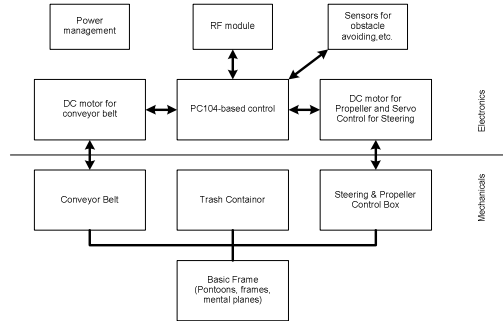 Power
management
RF module
Sensors for
obstacle
avoiding,etc.
DC motor for
conveyor belt
PC104-based control
DC motor for
Propeller and Servo
Control for Steering
Electronics
Conveyor Belt
Trash Containor
Steering & Propeller
Control Box
Mechanicals
Basic Frame
(Pontoons, frames,
mental planes)